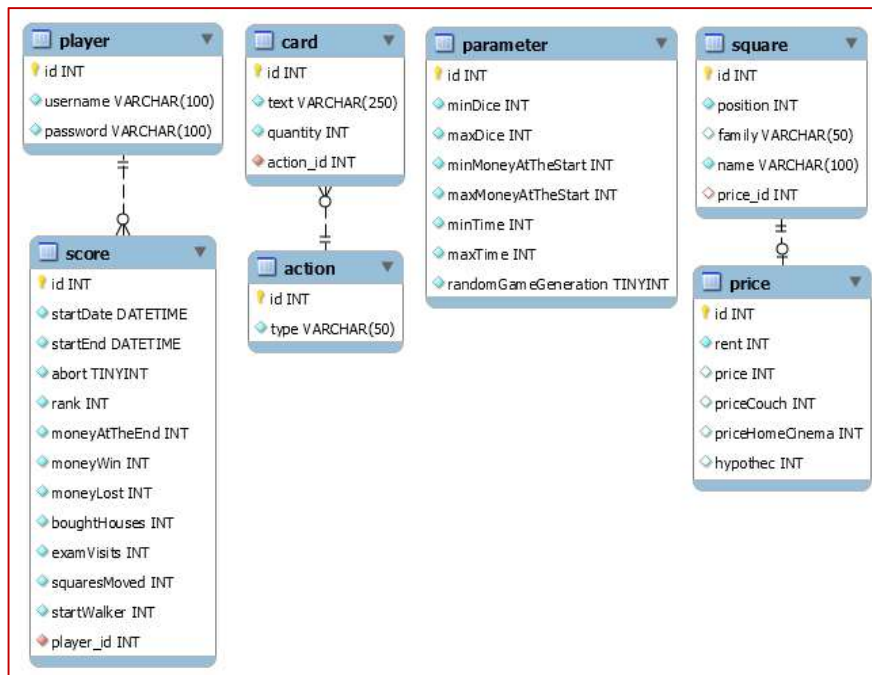 player
id INT
username VARCHAR(100)
password VARCHAR(100)
score
id INT
startDate DATETIME
startEnd DATETIME
abort TINYINT
rank INT
moneyAtTheEnd INT
moneyWin INT
moneyLost INT
boughtHouses INT
examVisits INT
squaresMoved INT
startWalker INT
player_id INT
card
id INT
text VARCHAR(250)
quantity INT
action_id INT
action
id INT
type VARCHAR(50)
parameter
id INT
minDice INT
maxDice INT
minMoneyAtTheStart INT
maxMoneyAtTheStart INT
minTime INT
maxTime INT
randomGameGeneration TINYINT
square
id INT
position INT
family VARCHAR(50)
name VARCHAR(100)
price_id INT
price
id INT
rent INT
price INT
priceCouch INT
priceHomeCinema INT
hypothec INT